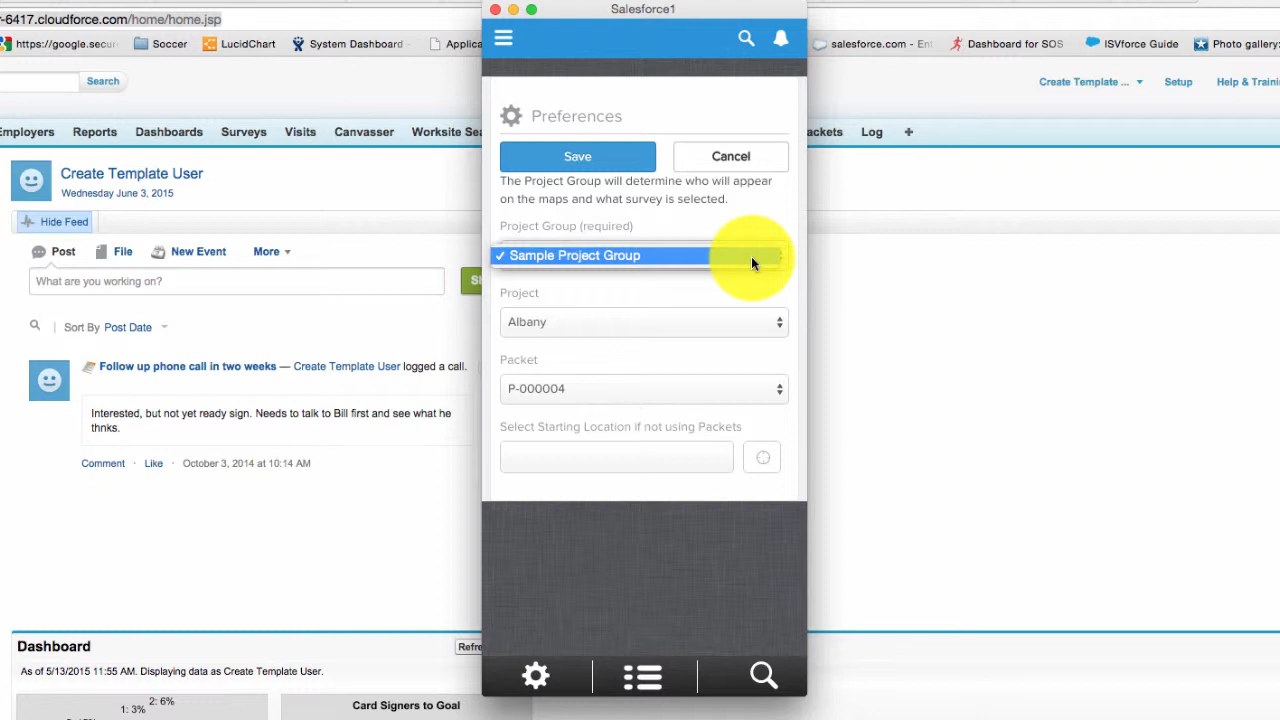 Salesforce1
r-6417.cloudforce.com/home/home.jsp
https://google.secur
Soccer
LucidChart
System Dashboard
Applica
salesforce.com - Ent
Dashboard for SOS
ISVforce Guide
Photo gallery:
Search
Create Template ...
Setup
Help & Traini
Employers
Reports
Dashboards
Surveys
Visits
Canvasser
Worksite Sea
ackets
Log
+
Create Template User
Wednesday June 3, 2015
Hide Feed
Post
File
New Event
More
What are you working on?
Sort By Post Date
Follow up phone call in two weeks — Create Template User logged a call.
Interested, but not yet ready sign. Needs to talk to Bill first and see what he
thnks.
Comment · Like · October 3, 2014 at 10:14 AM
Dashboard
Refre
As of 5/13/2015 11:55 AM. Displaying data as Create Template User.
2: 6%
1: 3%
Card Signers to Goal
Preferences
Save
Cancel
The Project Group will determine who will appear
on the maps and what survey is selected.
Project Group (required)
✓ Sample Project Group
Project
Albany
Packet
P-000004
Select Starting Location if not using Packets